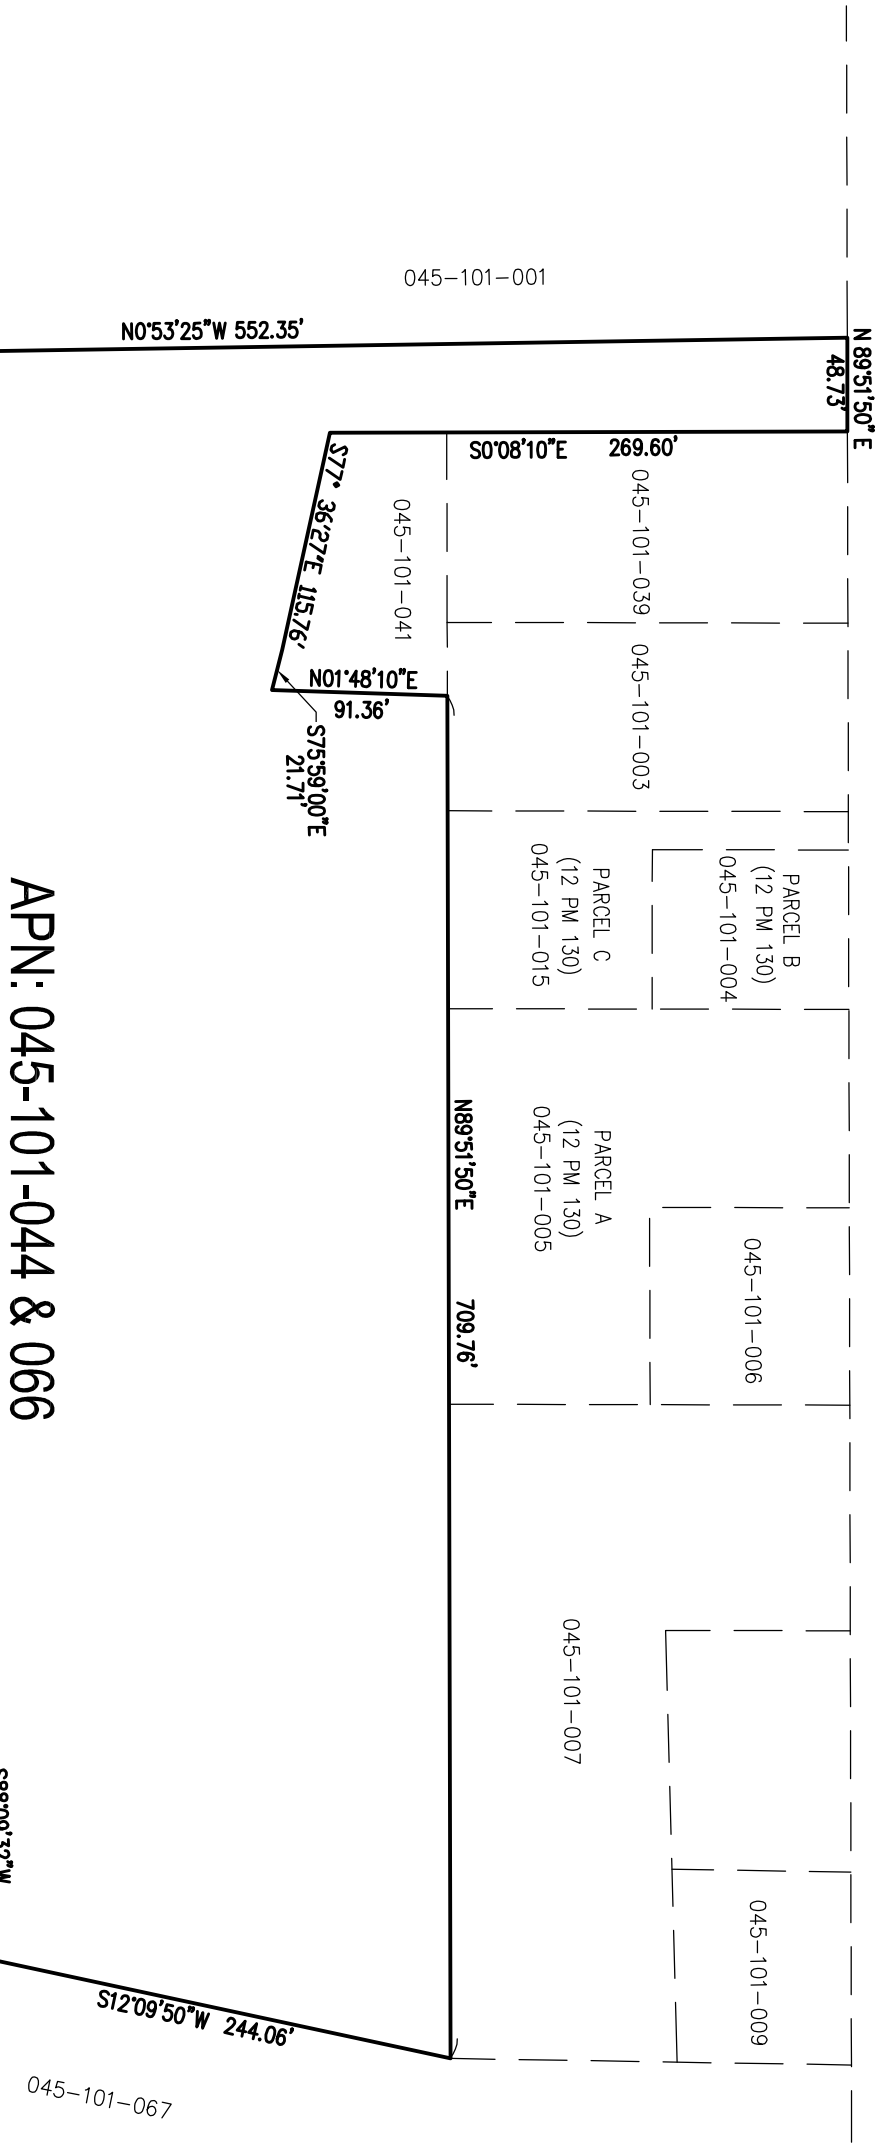 045-101-001
N0°53'25"W 552.35'
N 89°51'50" E
48.73'
S0°08'10"E 269.60'
045-101-039
S77° 36'27"E 115.76'
045-101-041
045-101-003
N01°48'10"E
91.36'
S75°59'00"E
21.71'
PARCEL B
(12 PM 130)
045-101-004
PARCEL C
(12 PM 130)
045-101-015
APN: 045-101-044 & 066
N89°51'50"E 709.76'
PARCEL A
(12 PM 130)
045-101-005
045-101-006
045-101-007
045-101-009
S12°09'50"W 244.06'
045-101-067